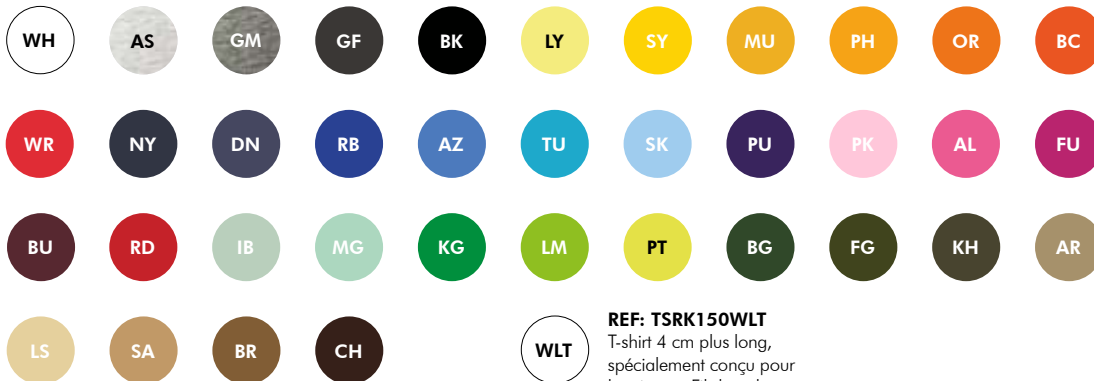 WH AS GM GF BK LY SY MU PH OR BC
WR NY DN RB AZ TU SK PU PK AL FU
BU RD IB MG KG LM PT BG FG KH AR
LS SA BR CH WLT
REF: TSRK150WLT
T-shirt 4 cm plus long,
spécialement conçu pour